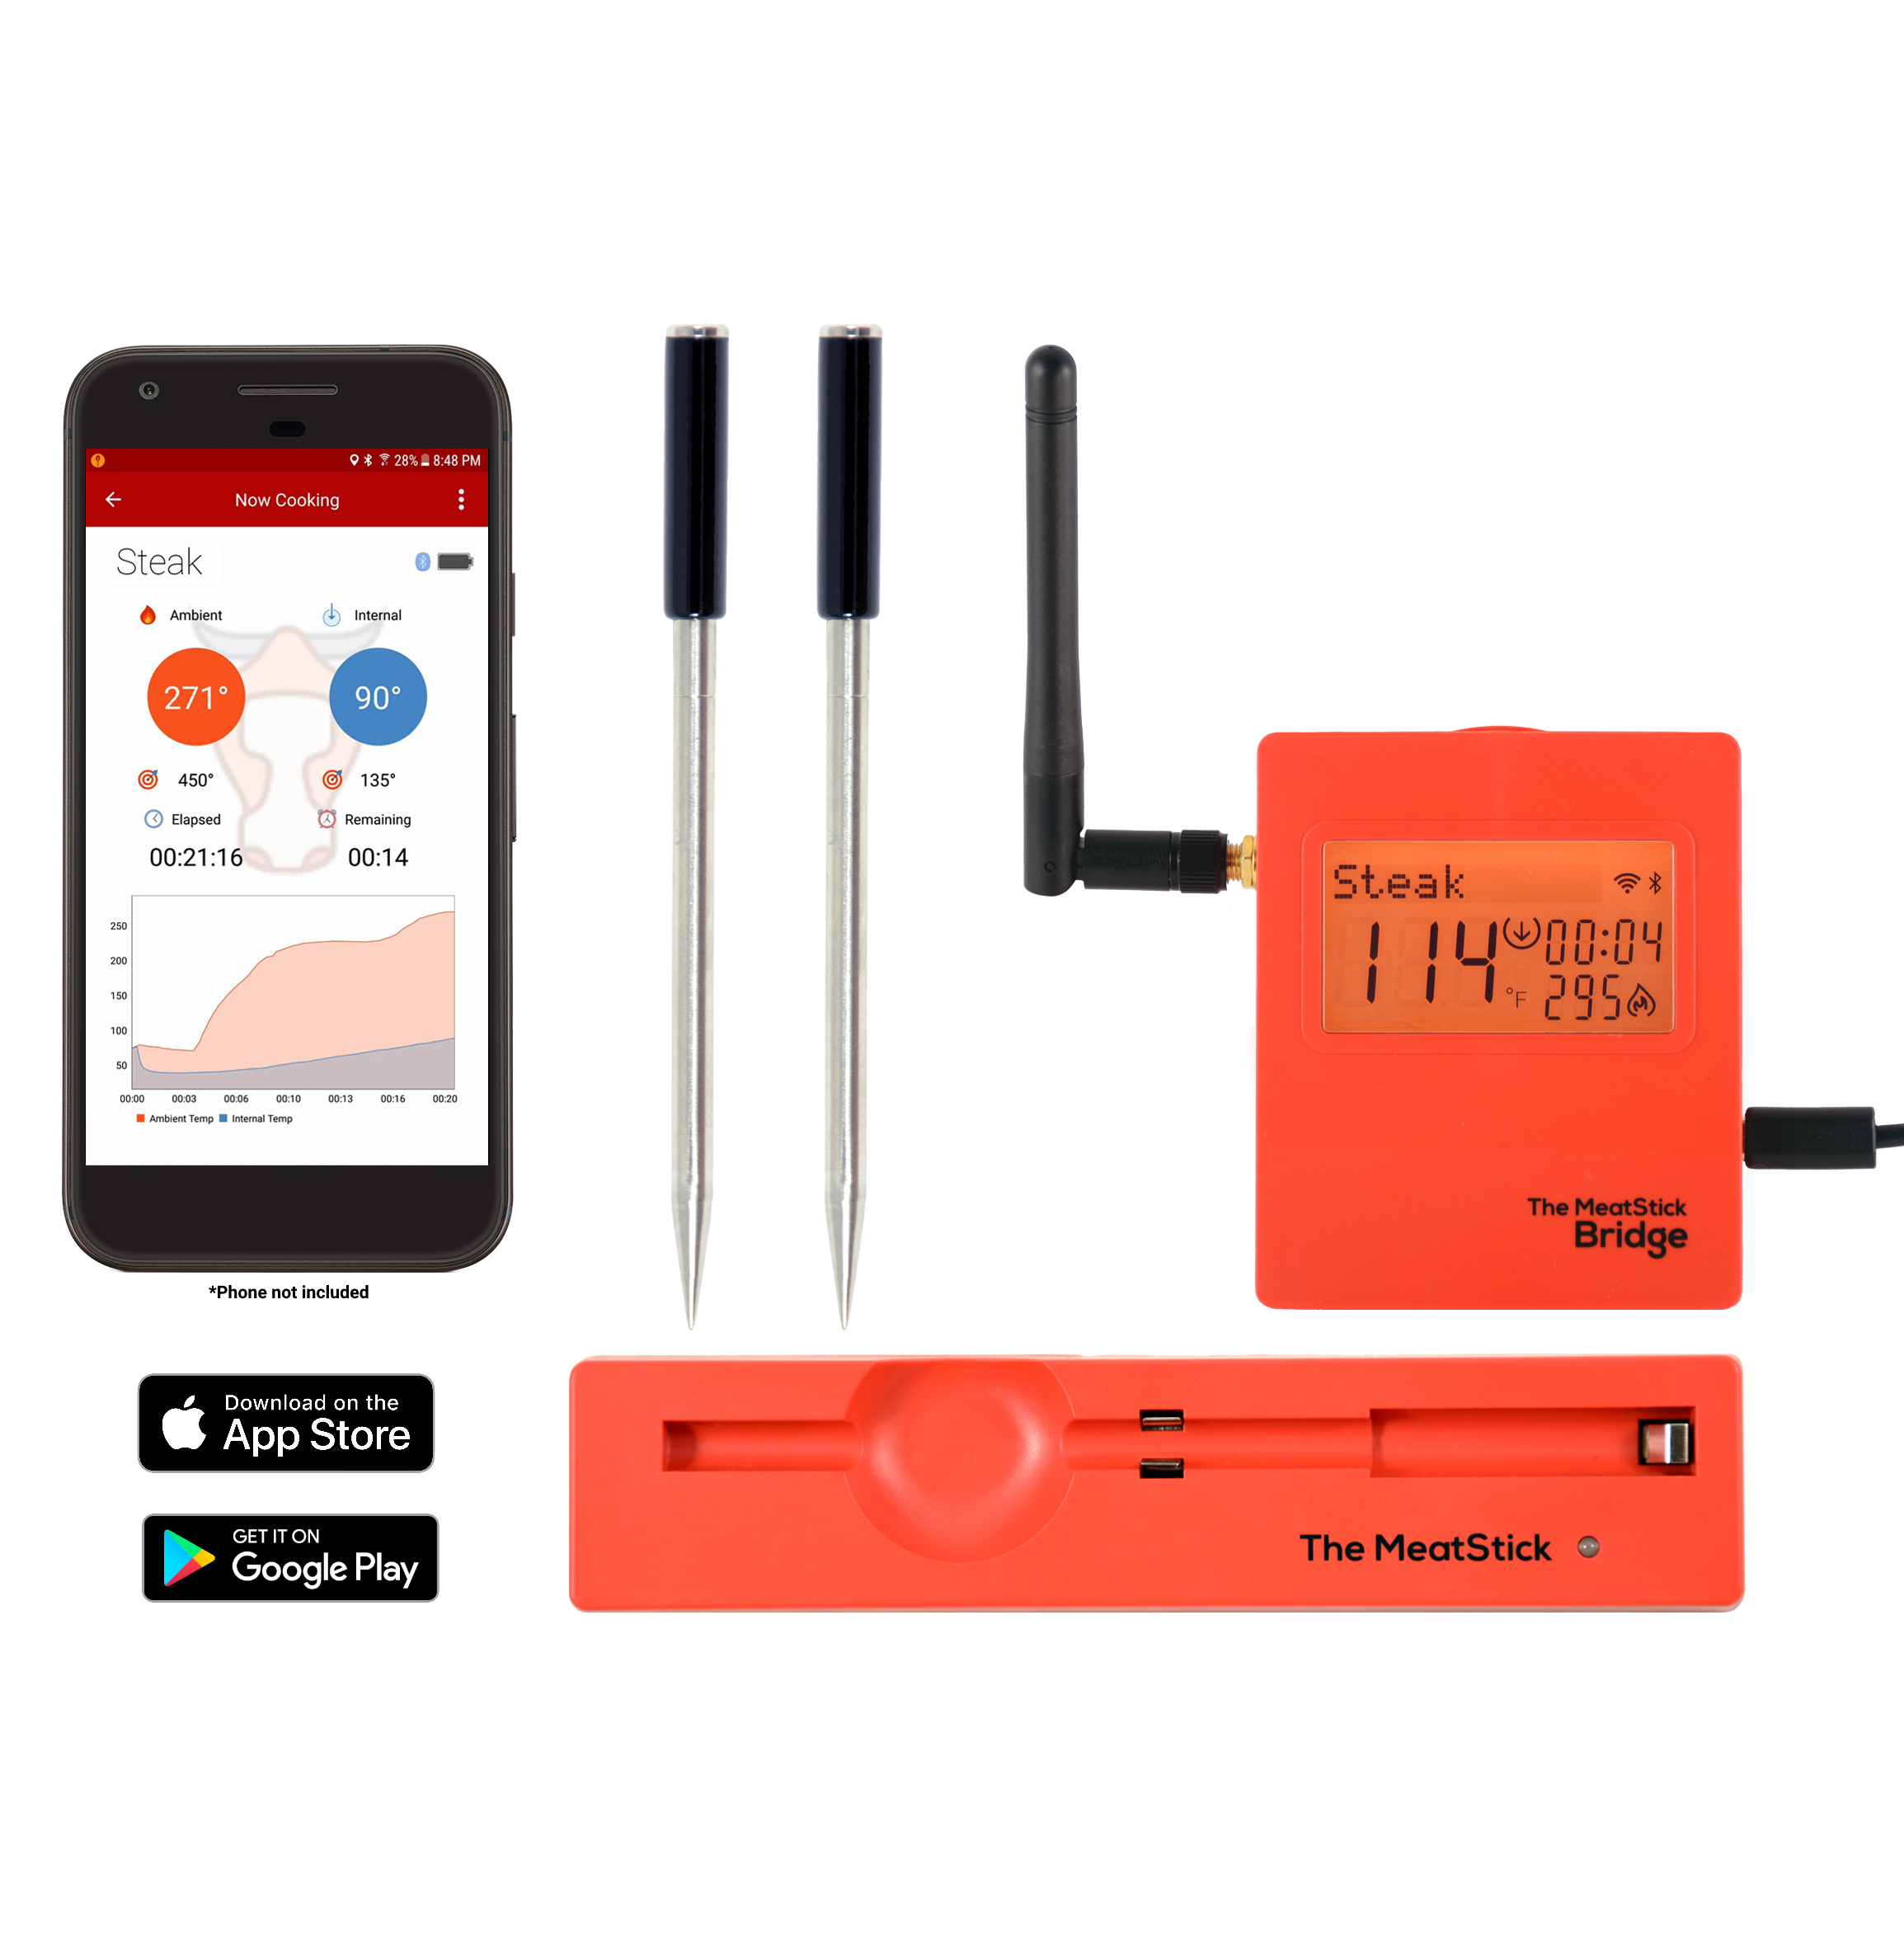 28% 8:48 PM
Now Cooking
Steak
Ambient Internal
271° 90°
450° 135°
Elapsed Remaining
00:21:16 00:14
250
200
150
100
50
00:00 00:03 00:06 00:10 00:13 00:16 00:20
Ambient Temp Internal Temp
*Phone not included
Download on the
App Store
GET IT ON
Google Play
Steak
114 °F 00:04
295
The MeatStick
Bridge
The MeatStick